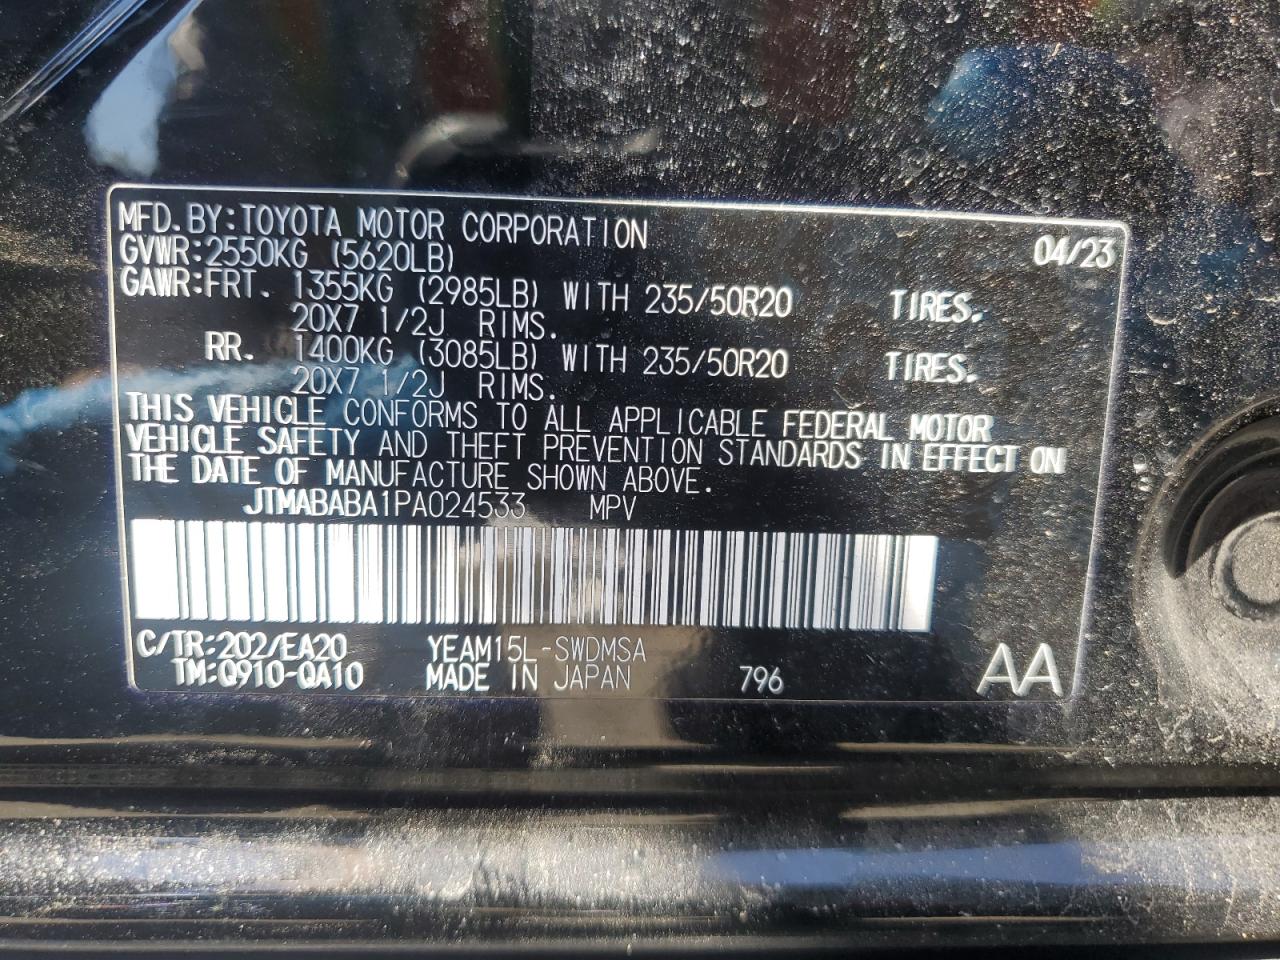 MFD.BY:TOYOTA MOTOR CORPORATION 04/23
GVWR:2550KG (5620LB)
GAWR:FRT. 1355KG (2985LB) WITH 235/50R20 TIRES.
20X7 1/2J RIMS.
RR. 1400KG (3085LB) WITH 235/50R20 TIRES.
20X7 1/2J RIMS.
THIS VEHICLE CONFORMS TO ALL APPLICABLE FEDERAL MOTOR
VEHICLE SAFETY AND THEFT PREVENTION STANDARDS IN EFFECT ON
THE DATE OF MANUFACTURE SHOWN ABOVE.
JTMABABA1PA024533 MPV
C/TR:202/EA20 YEAM15L-SWDMSA
TM:Q910-QA10 MADE IN JAPAN 796 AA